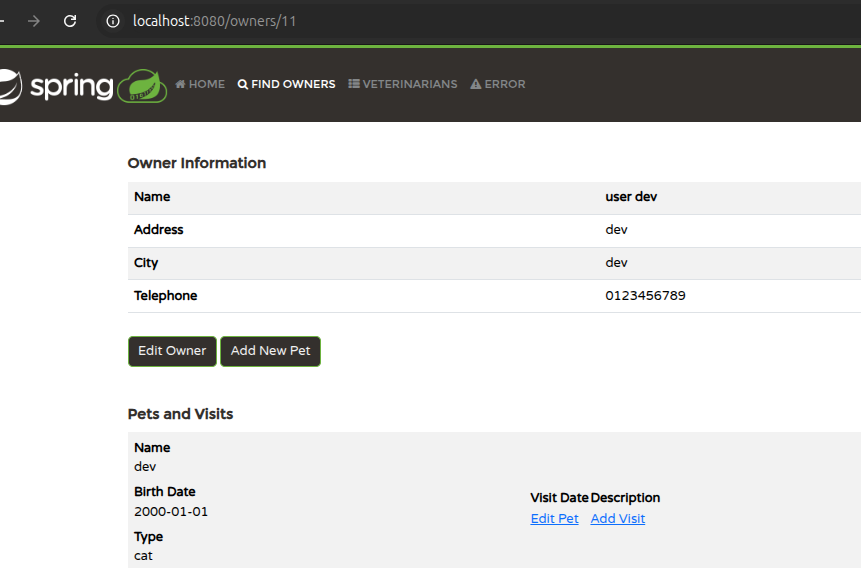 localhost:8080/owners/11
spring HOME FIND OWNERS VETERINARIANS ERROR
Owner Information
Name user dev
Address dev
City dev
Telephone 0123456789
Edit Owner Add New Pet
Pets and Visits
Name
dev
Birth Date
2000-01-01
Type
cat
Visit Date Description
Edit Pet Add Visit